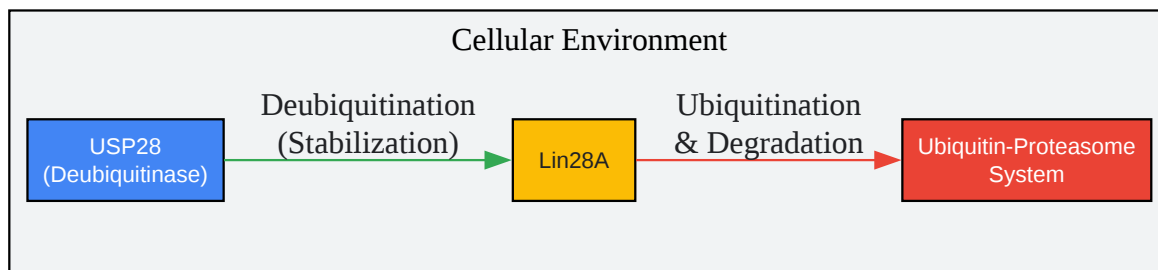 Cellular Environment
Deubiquitination
(Stabilization)
Ubiquitination
& Degradation
USP28
(Deubiquitinase)
Lin28A
Ubiquitin-Proteasome
System